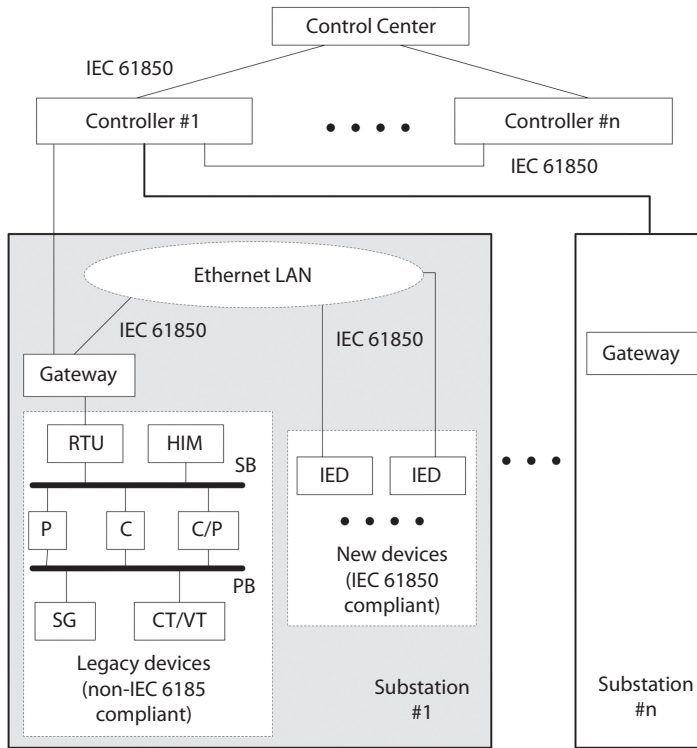 Control Center
IEC 61850
Controller #1
Controller #n
IEC 61850
Ethernet LAN
IEC 61850
IEC 61850
Gateway
Gateway
RTU
HIM
SB
IED
IED
P
C
C/P
New devices
(IEC 61850
compliant)
PB
SG
CT/VT
Legacy devices
(non-IEC 6185
compliant)
Substation
#1
Substation
#n